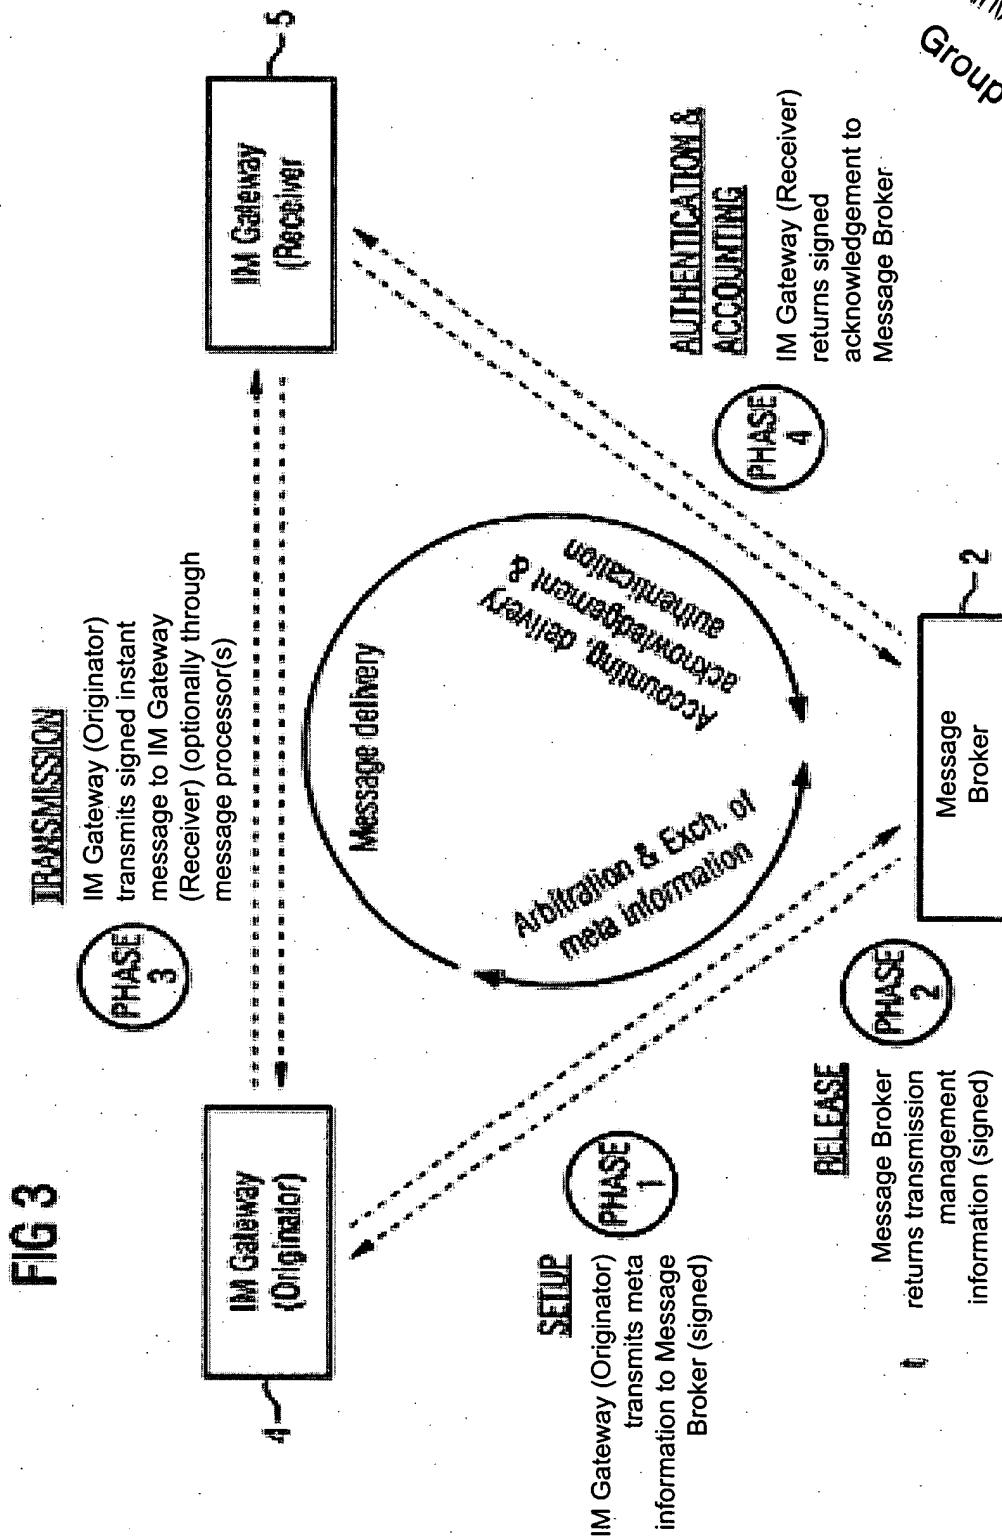 FIG 3
TRANSMISSION
PHASE
3
IM Gateway (Originator)
transmits signed instant
message to IM Gateway
(Receiver) (optionally through
message processor(s)
4
IM Gateway
(Originator)
IM Gateway
(Receiver)
5
Message delivery
Arbitration & Exch. of
meta information
Accounting, delivery
acknowledgement &
authentication
SETUP
PHASE
1
IM Gateway (Originator)
transmits meta
information to Message
Broker (signed)
AUTHENTICATION &
ACCOUNTING
PHASE
4
IM Gateway (Receiver)
returns signed
acknowledgement to
Message Broker
RELEASE
PHASE
2
Message Broker
returns transmission
management
information (signed)
Message
Broker
2
Group